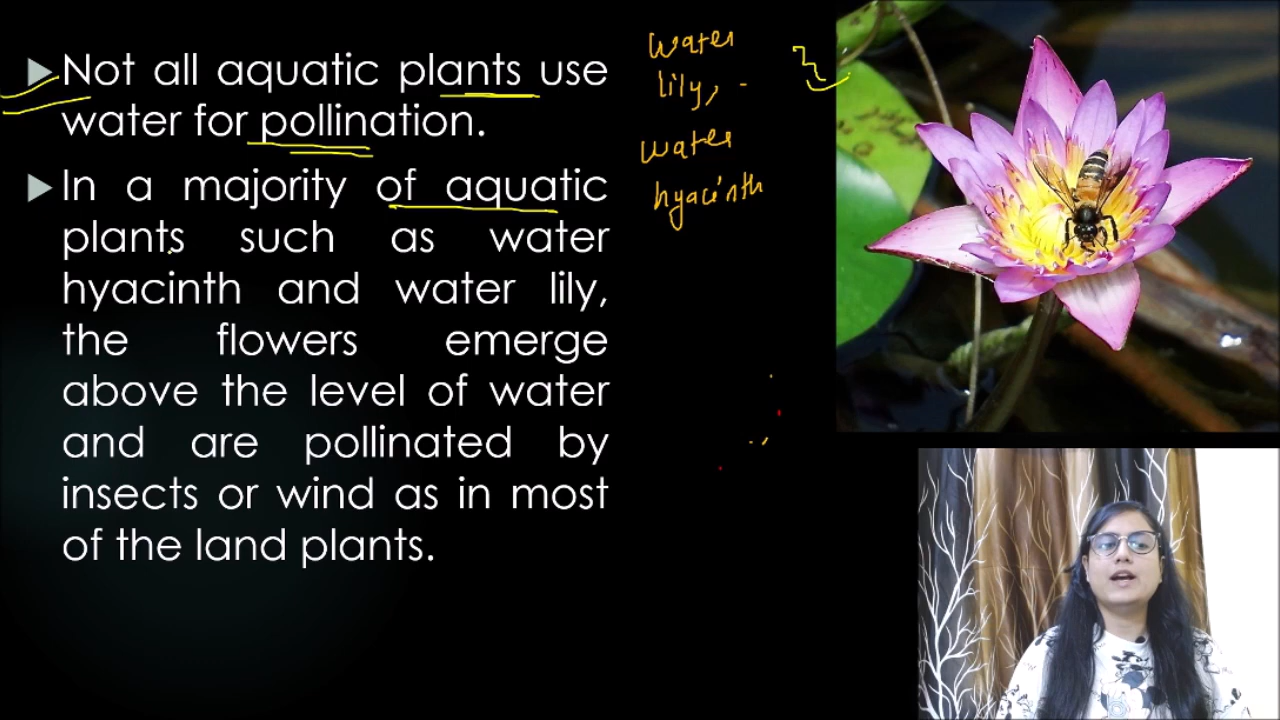 Not all aquatic plants use
water for pollination.
In a majority of aquatic
plants such as water
hyacinth and water lily,
the flowers emerge
above the level of water
and are pollinated by
insects or wind as in most
of the land plants.
water
lily,
water
hyacinth